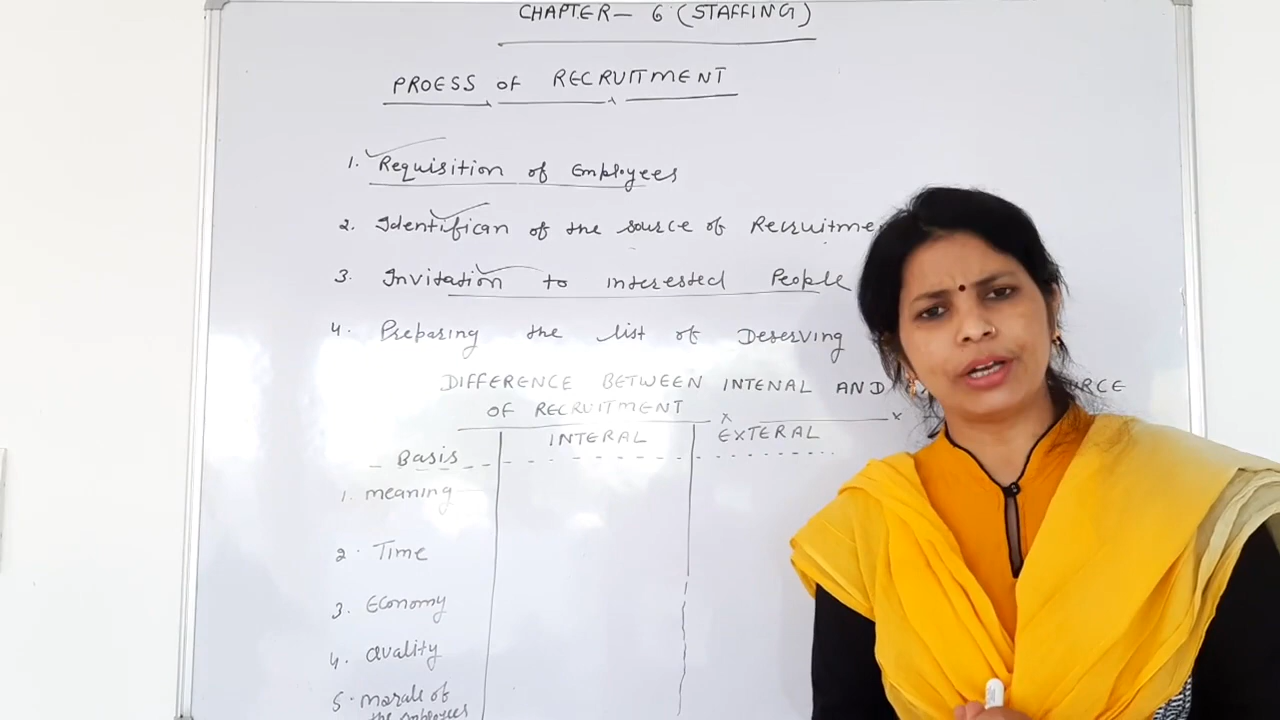 CHAPTER- 6 (STAFFING)
PROESS of RECRUITMENT
1. Requisition of Employees
2. Identifican of the source of Recruitme
3. Invitation to interested People
4. Preparing the list of Deserving
DIFFERENCE BETWEEN INTENAL AND URCE
OF RECRUITMENT
INTERAL EXTERAL
Basis
1. meaning
2. Time
3. Economy
4. Quality
5. morale of
the employees